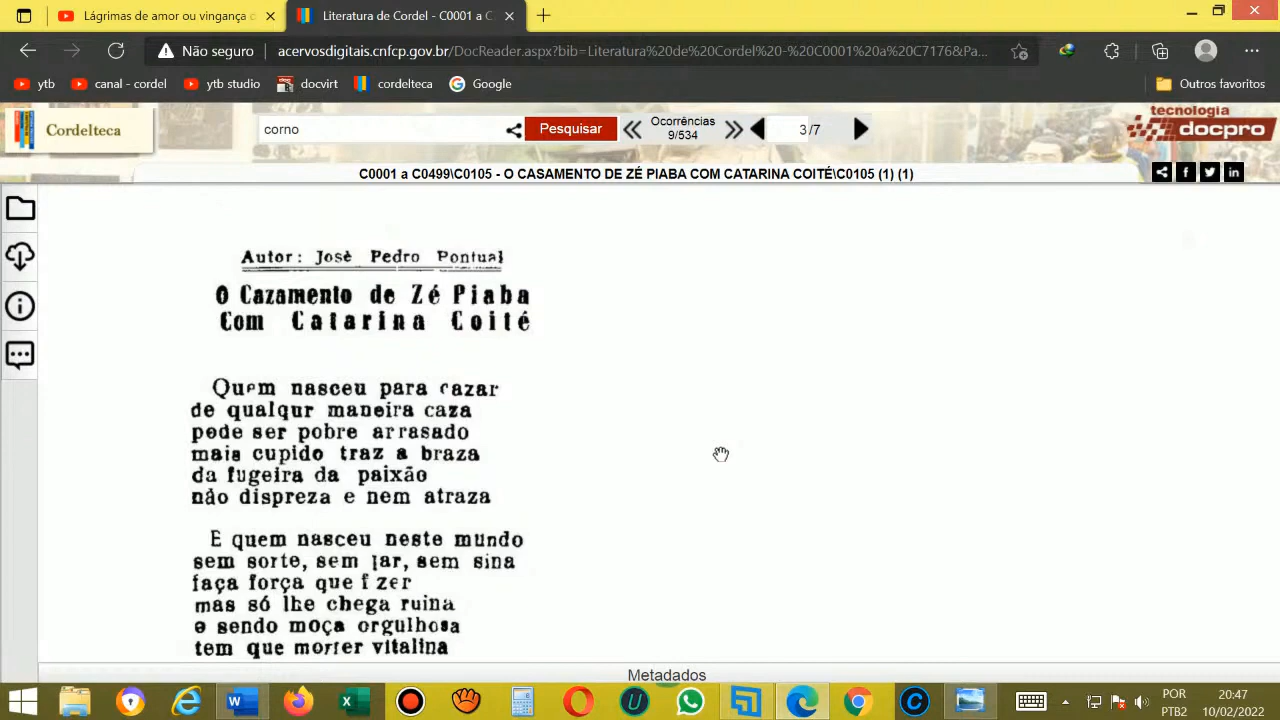 Lágrimas de amor ou vingança d
Literatura de Cordel - C0001 a C
Não seguro
acervosdigitais.cnfcp.gov.br/DocReader.aspx?bib=Literatura%20de%20Cordel%20-%20C0001%20a%20C7176&Pa...
ytb
canal - cordel
ytb studio
docvirt
cordelteca
Google
Outros favoritos
Cordelteca
corno
Pesquisar
Ocorrências
9/534
3 /7
tecnologia
docpro
C0001 a C0499\C0105 - O CASAMENTO DE ZÉ PIABA COM CATARINA COITÉ\C0105 (1) (1)
Autor: Josè Pedro Pontual
O Cazamento de Zé Piaba
Com Catarina Coité
Quem nasceu para cazar
de qualqur maneira caza
pode ser pobre arrasado
mais cupido traz a braza
da fugeira da paixão
não dispreza e nem atraza
E quem nasceu neste mundo
sem sorte, sem lar, sem sina
faça força que f zer
mas só lhe chega ruina
e sendo moça orgulhosa
tem que morrer vitalina
Metadados
POR
PTB2
20:47
10/02/2022